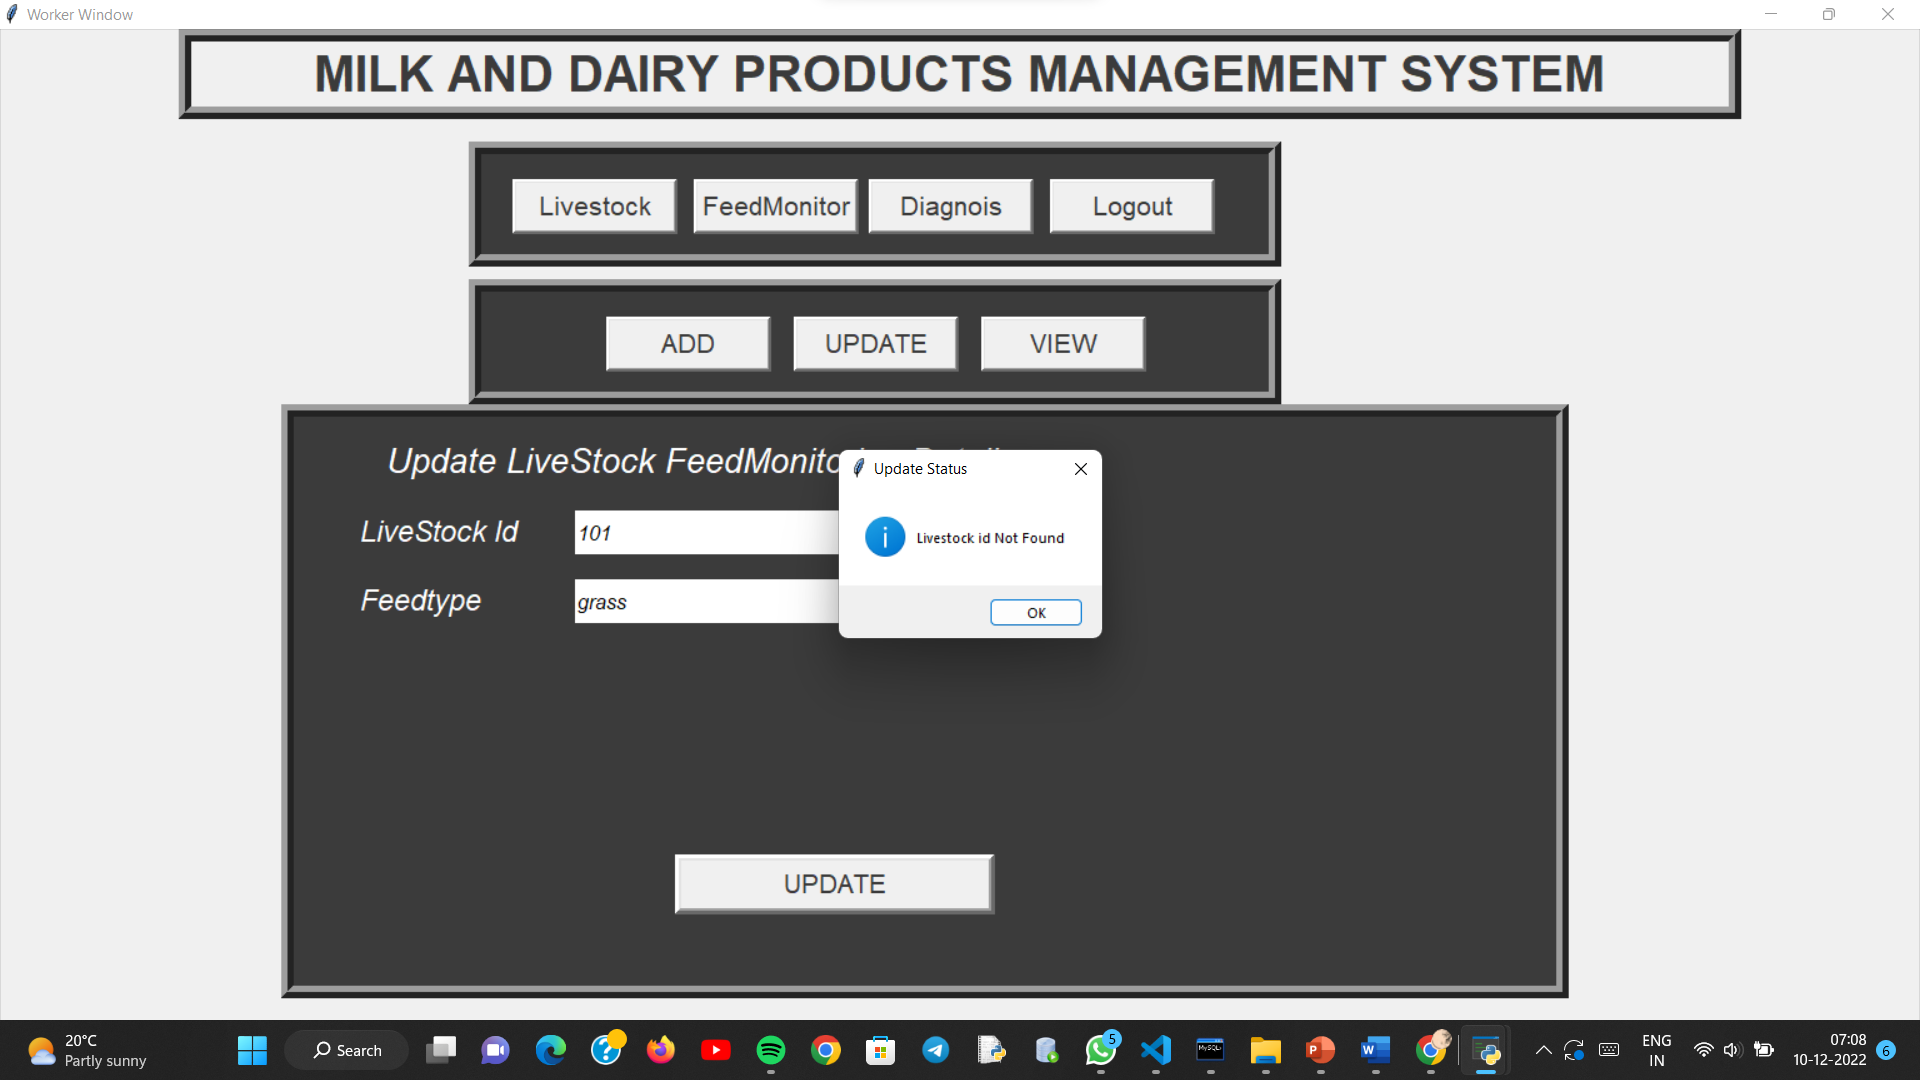 Worker Window
MILK AND DAIRY PRODUCTS MANAGEMENT SYSTEM
Livestock FeedMonitor Diagnois Logout
ADD UPDATE VIEW
Update LiveStock
Update Status
LiveStock Id 101
Livestock id Not Found
Feedtype grass
OK
UPDATE
20°C
Partly sunny
Search
5
MySQL
ENG
IN
07:08
10-12-2022
6